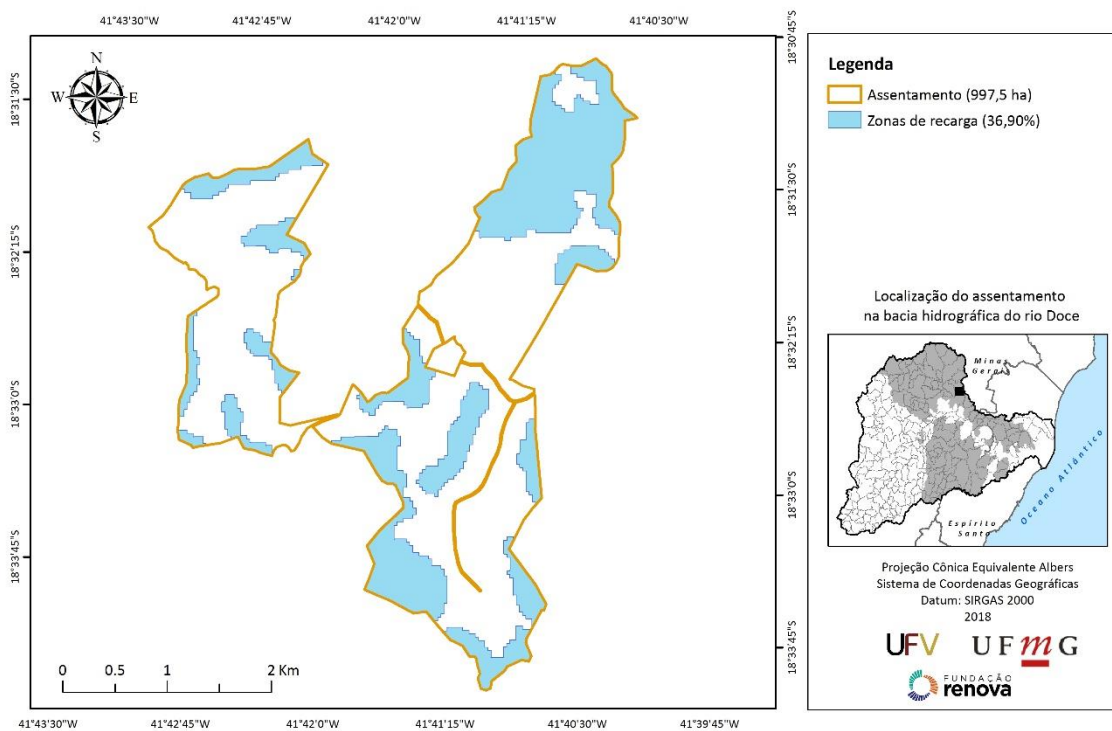 41°43'30"W
41°42'45"W
41°42'0"W
41°41'15"W
41°40'30"W
18°30'45"S
18°31'30"S
18°32'15"S
18°33'0"S
18°33'45"S
18°31'30"S
18°32'15"S
18°33'0"S
18°33'45"S
N
W
E
S
0
0.5
1
2 Km
41°43'30"W
41°42'45"W
41°42'0"W
41°41'15"W
41°40'30"W
41°39'45"W
Legenda
Assentamento (997,5 ha)
Zonas de recarga (36,90%)
Localização do assentamento
na bacia hidrográfica do rio Doce
Minas
Gerais
Oceano Atlântico
Espírito
Santo
Projeção Cônica Equivalente Albers
Sistema de Coordenadas Geográficas
Datum: SIRGAS 2000
2018
UFV
UFmG
FUNDAÇÃO
renova